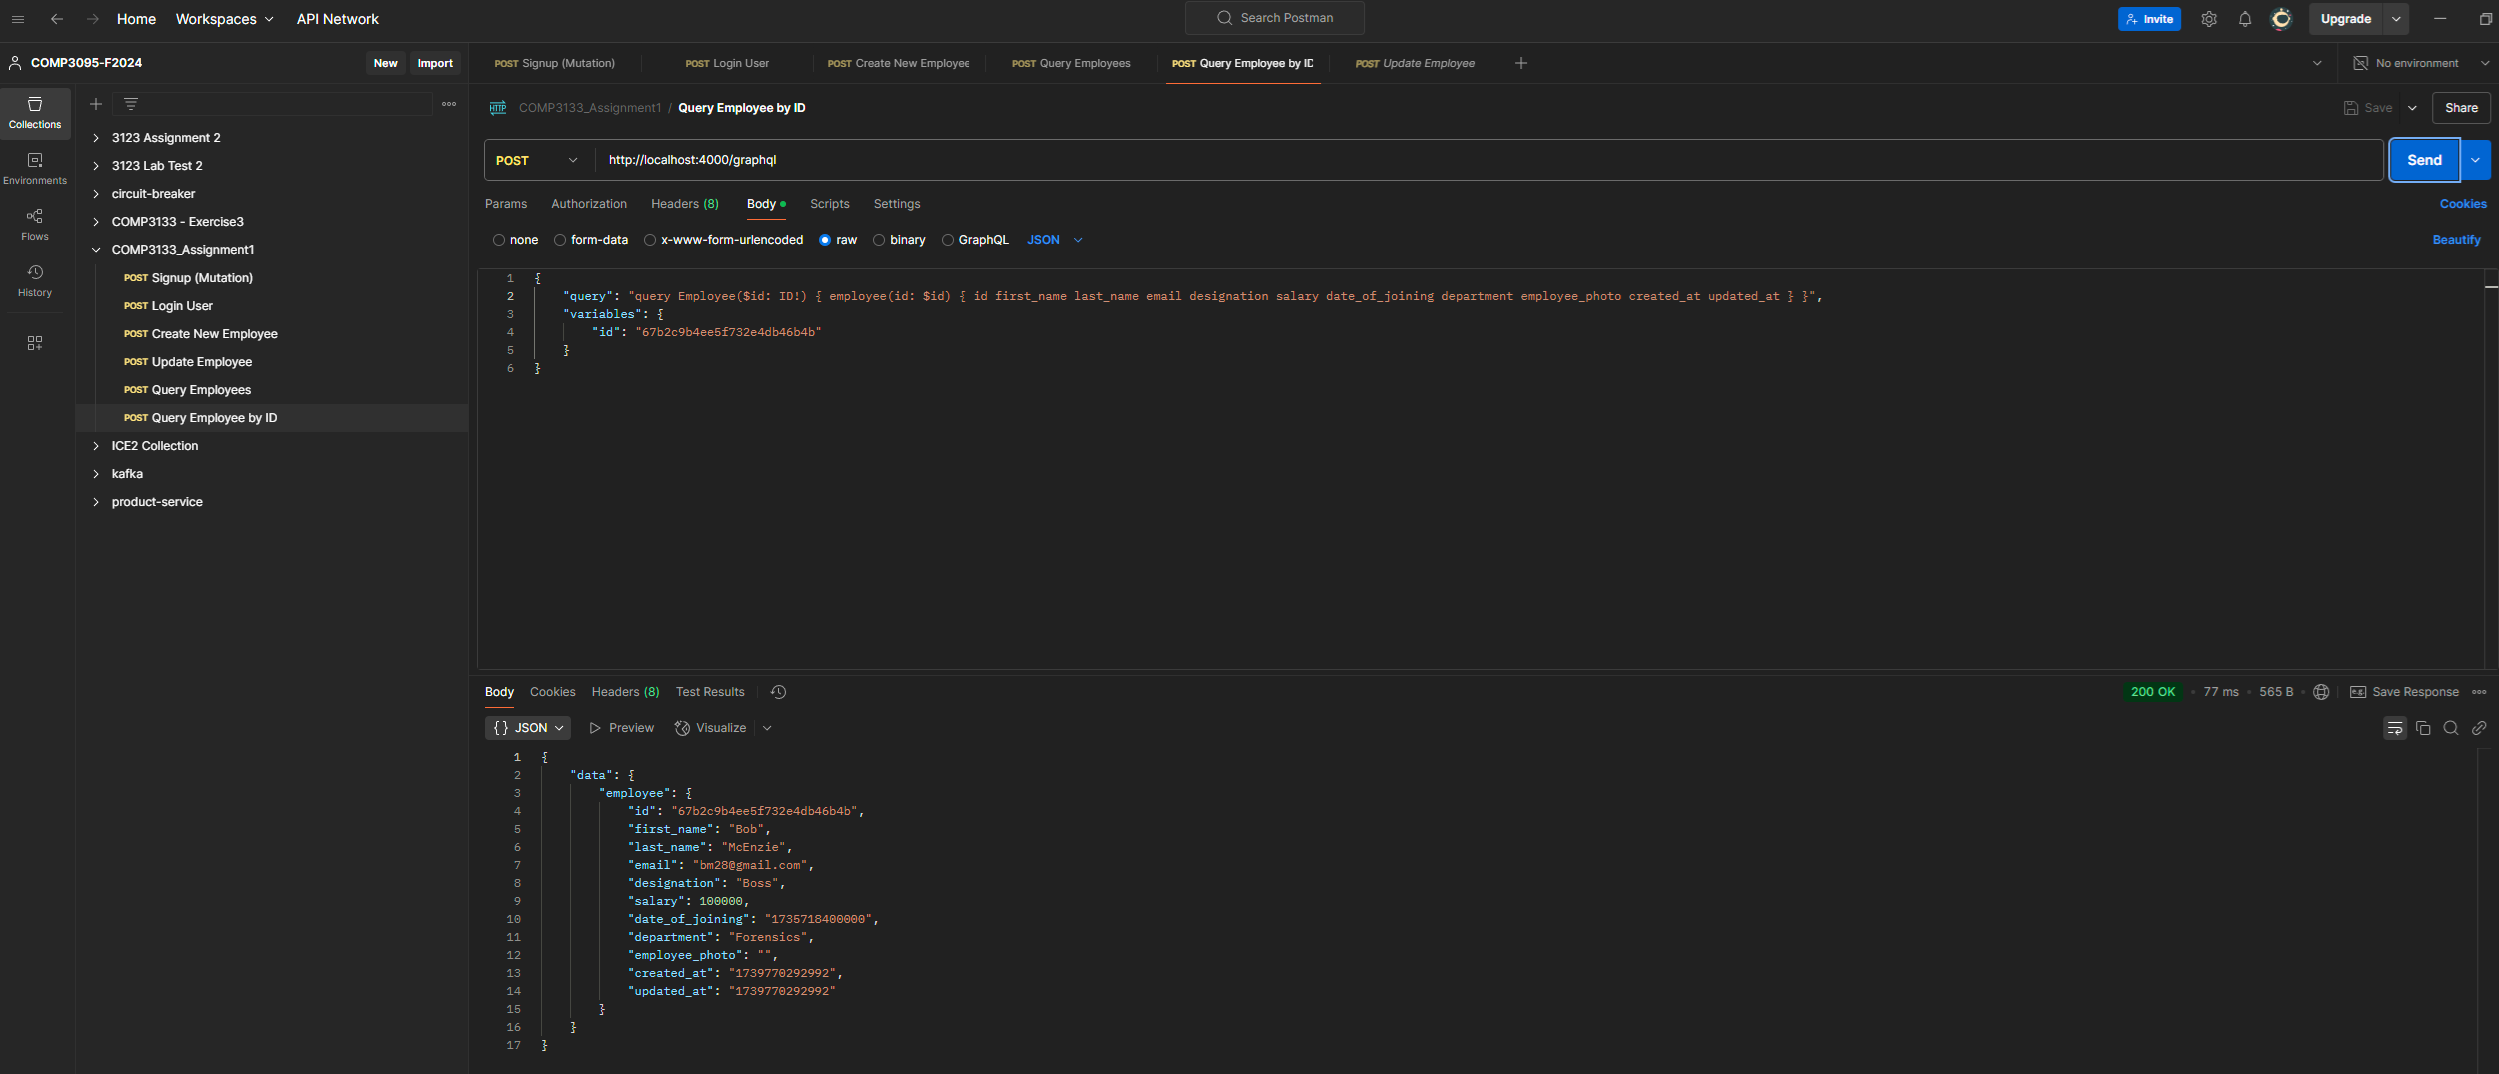 Home Workspaces API Network Search Postman Invite Upgrade
COMP3095-F2024 New Import POST Signup (Mutation) POST Login User POST Create New Employee POST Query Employees POST Query Employee by ID POST Update Employee No environment
Collections
Environments
Flows
History
3123 Assignment 2
3123 Lab Test 2
circuit-breaker
COMP3133 - Exercise3
COMP3133_Assignment1
POST Signup (Mutation)
POST Login User
POST Create New Employee
POST Update Employee
POST Query Employees
POST Query Employee by ID
ICE2 Collection
kafka
product-service
HTTP COMP3133_Assignment1 / Query Employee by ID Save Share
POST http://localhost:4000/graphql Send
Params Authorization Headers (8) Body Scripts Settings Cookies
none form-data x-www-form-urlencoded raw binary GraphQL JSON Beautify
1 {
2 "query": "query Employee($id: ID!) { employee(id: $id) { id first_name last_name email designation salary date_of_joining department employee_photo created_at updated_at } }",
3 "variables": {
4 "id": "67b2c9b4ee5f732e4db46b4b"
5 }
6 }
Body Cookies Headers (8) Test Results 200 OK 77 ms 565 B e.g. Save Response
{} JSON Preview Visualize
1 {
2 "data": {
3 "employee": {
4 "id": "67b2c9b4ee5f732e4db46b4b",
5 "first_name": "Bob",
6 "last_name": "McEnzie",
7 "email": "bm28@gmail.com",
8 "designation": "Boss",
9 "salary": 100000,
10 "date_of_joining": "1735718400000",
11 "department": "Forensics",
12 "employee_photo": "",
13 "created_at": "1739770292992",
14 "updated_at": "1739770292992"
15 }
16 }
17 }